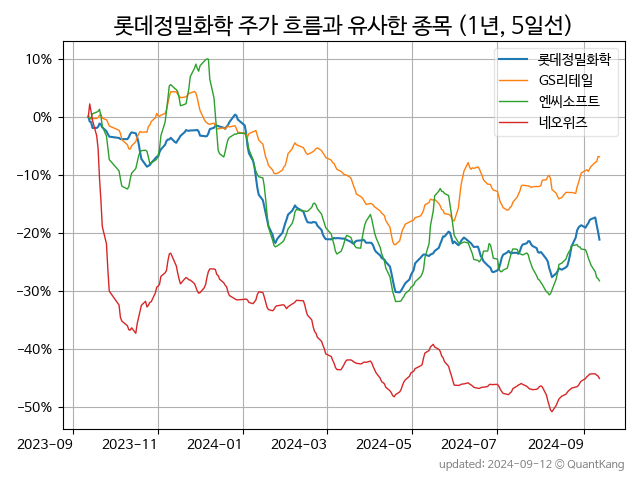 롯데정밀화학 주가 흐름과 유사한 종목 (1년, 5일선)
롯데정밀화학
GS리테일
엔씨소프트
네오위즈
10%
0%
−10%
−20%
−30%
−40%
−50%
2023-09
2023-11
2024-01
2024-03
2024-05
2024-07
2024-09
updated: 2024-09-12 © QuantKang